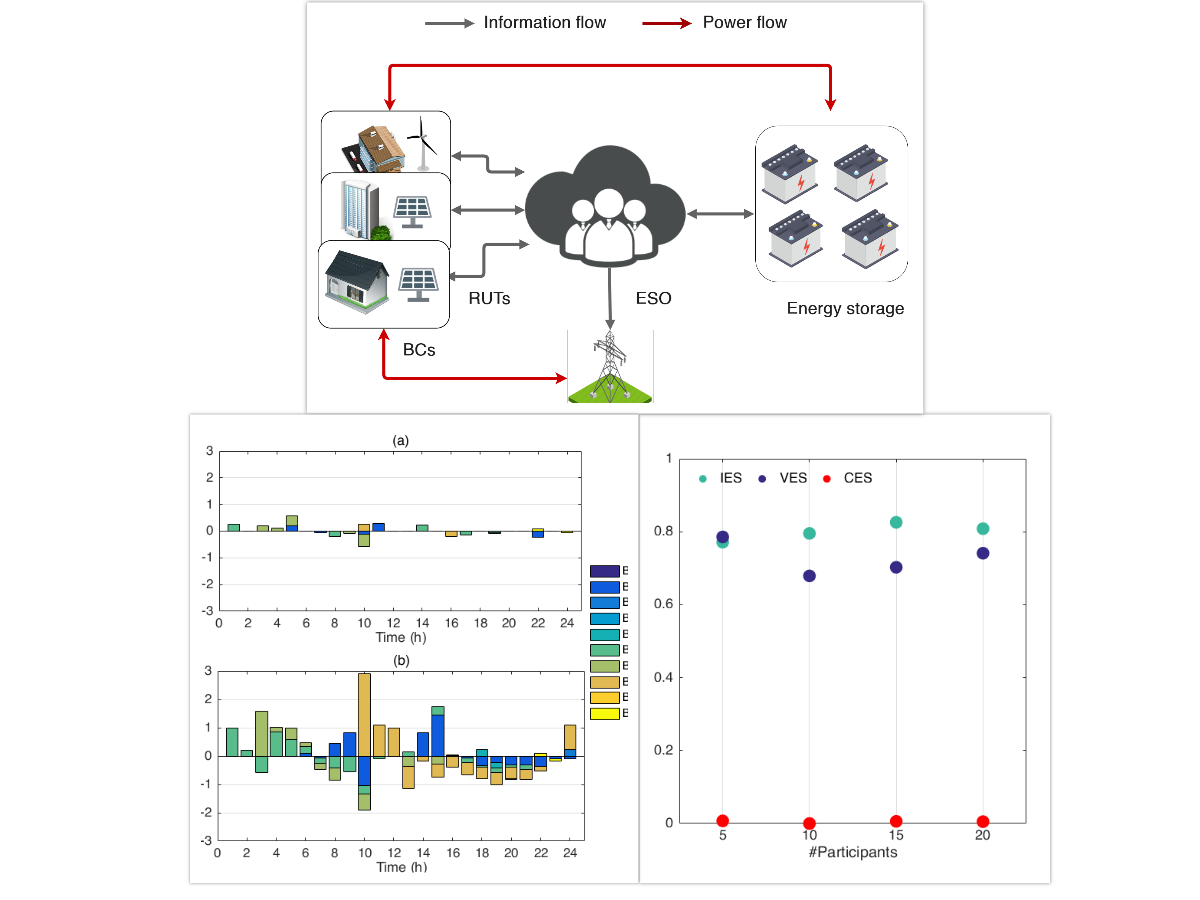 Information flow
Power flow
RUTs
ESO
Energy storage
BCs
(a)
3
2
1
0
-1
-2
-3
0 2 4 6 8 10 12 14 16 18 20 22 24
Time (h)
(b)
3
2
1
0
-1
-2
-3
0 2 4 6 8 10 12 14 16 18 20 22 24
Time (h)
IES VES CES
1
0.8
0.6
0.4
0.2
0
5 10 15 20
#Participants